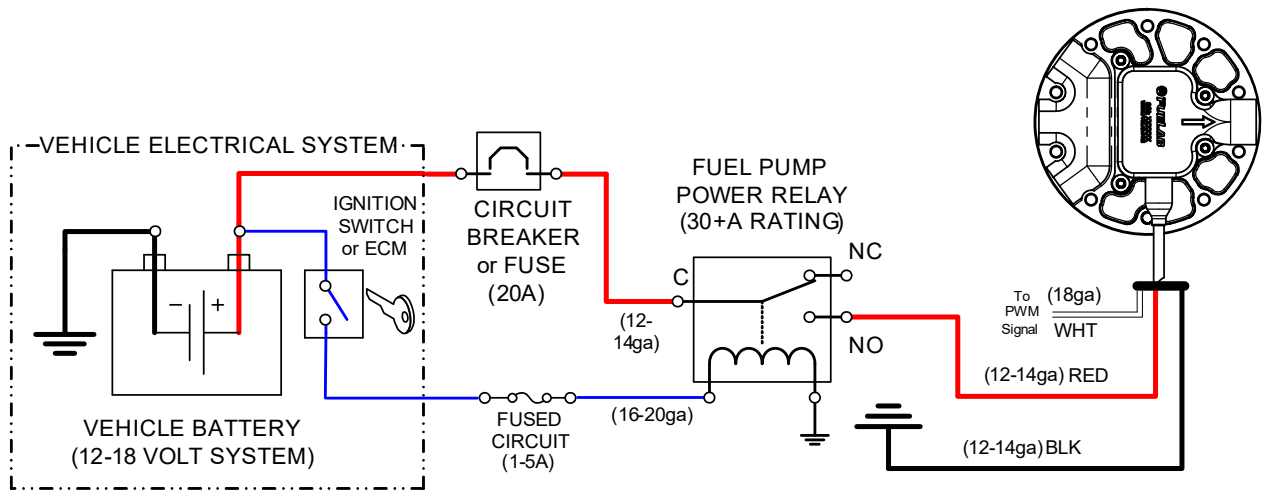 VEHICLE ELECTRICAL SYSTEM
IGNITION
SWITCH
or ECM
− +
VEHICLE BATTERY
(12-18 VOLT SYSTEM)
CIRCUIT
BREAKER
or FUSE
(20A)
FUSED
CIRCUIT
(1-5A)
(16-20ga)
(12-
14ga)
FUEL PUMP
POWER RELAY
(30+A RATING)
C
NC
NO
FUELAB
To
PWM
Signal
(18ga)
WHT
(12-14ga) RED
(12-14ga) BLK